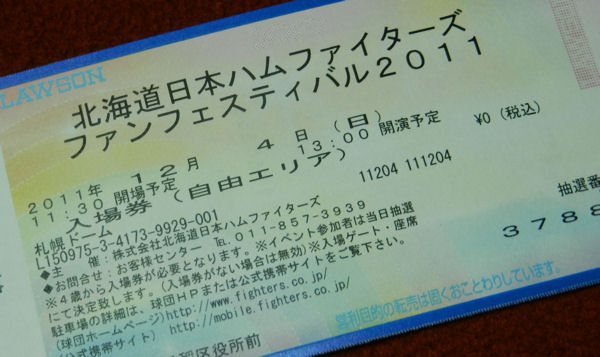 LAWSON
北海道日本ハムファイターズ
ファンフェスティバル2011
2011年 12月 4日(日)
11:30 開場予定 13:00 開演予定 ¥0(税込)
入場券(自由エリア)
札幌ドーム 11204 111204
L150975-3-4173-9929-001 抽選番
◆主 催:株式会社北海道日本ハムファイターズ 3788
◆お問合せ:お客様センター ℡011-857-3939
※4歳から入場券が必要となります。※イベント参加者は当日抽選
にて決定致します。(入場券がない場合は無効)※入場ゲート・座席
駐車場の詳細は、球団HPまたは公式携帯サイトをご覧下さい。
(球団ホームページ)http://www.fighters.co.jp/
(公式携帯サイト) http://mobile.fighters.co.jp/
営利目的の転売は固くおことわりしています。
区役所前